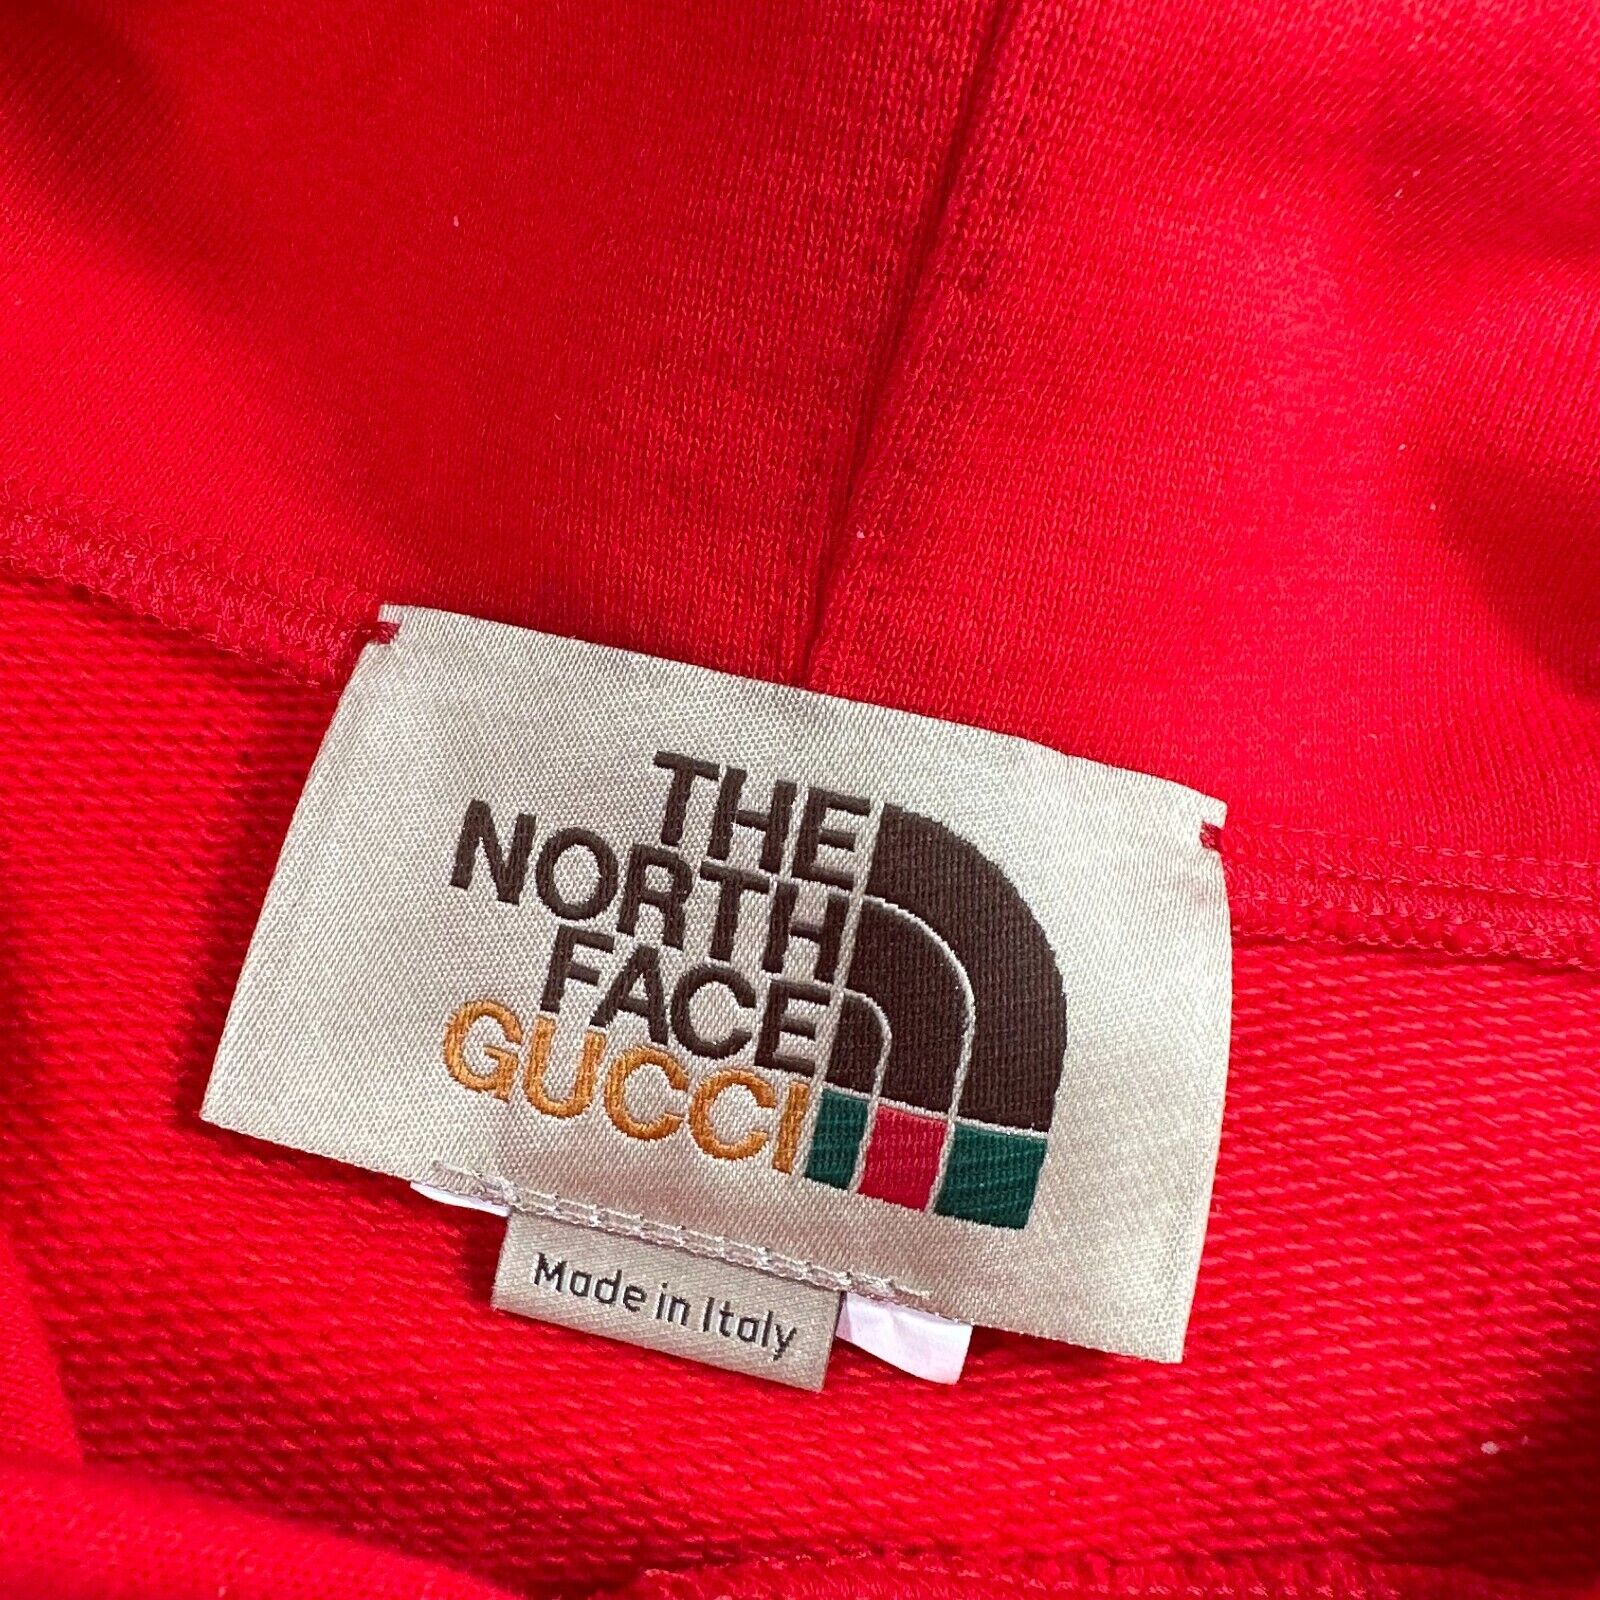 THE
NORTH
FACE
GUCCI
Made in Italy